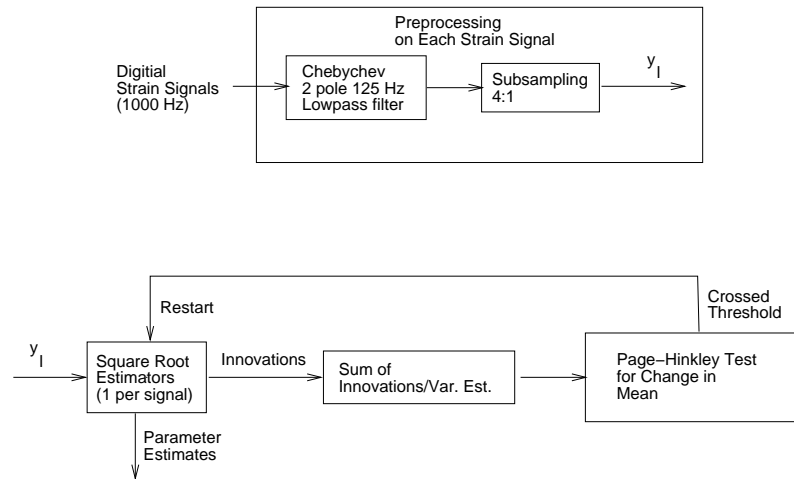 Preprocessing
on Each Strain Signal
Digitial
Strain Signals
(1000 Hz)
Chebychev
2 pole 125 Hz
Lowpass filter
Subsampling
4:1
y
l
Restart
Crossed
Threshold
y
l
Square Root
Estimators
(1 per signal)
Innovations
Sum of
Innovations/Var. Est.
Page−Hinkley Test
for Change in
Mean
Parameter
Estimates